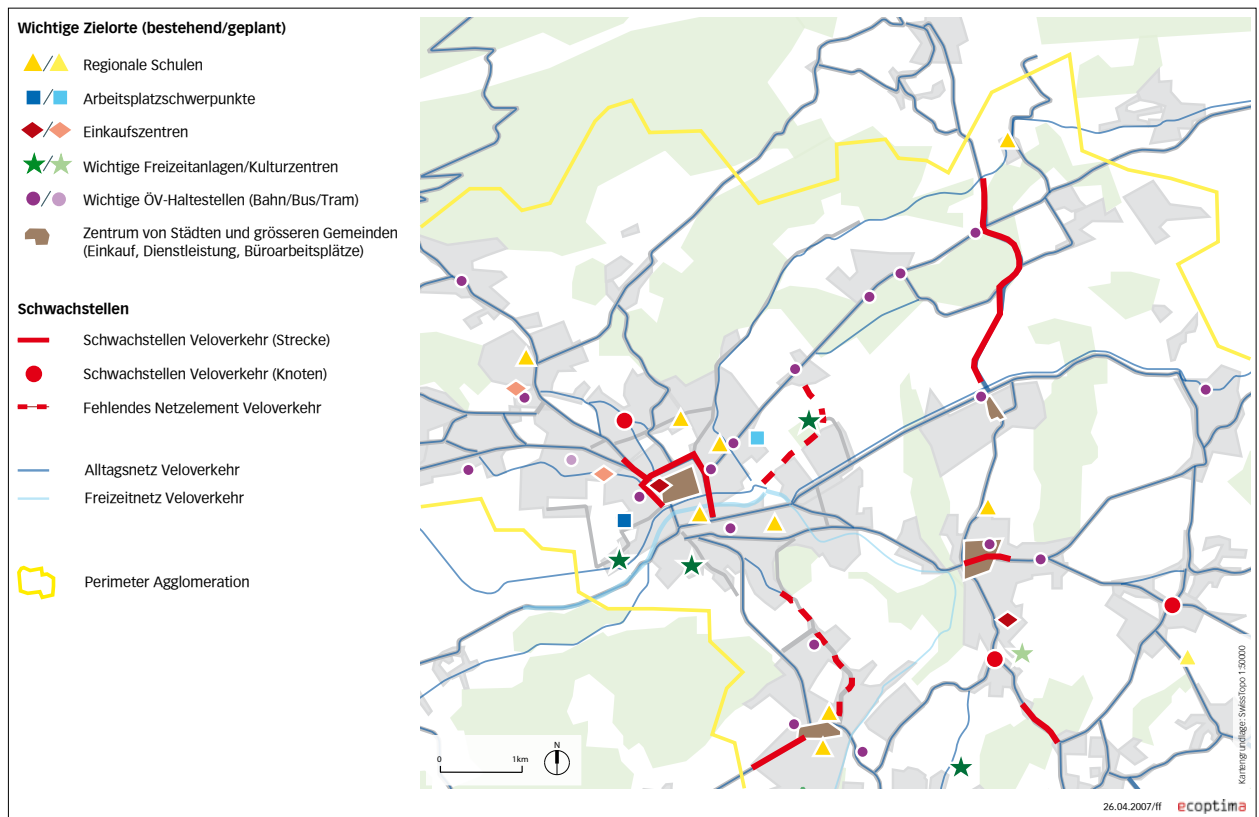 Wichtige Zielorte (bestehend/geplant)
Regionale Schulen
Arbeitsplatzschwerpunkte
Einkaufszentren
Wichtige Freizeitanlagen/Kulturzentren
Wichtige ÖV-Haltestellen (Bahn/Bus/Tram)
Zentrum von Städten und grösseren Gemeinden
(Einkauf, Dienstleistung, Büroarbeitsplätze)
Schwachstellen
Schwachstellen Veloverkehr (Strecke)
Schwachstellen Veloverkehr (Knoten)
Fehlendes Netzelement Veloverkehr
Alltagsnetz Veloverkehr
Freizeitnetz Veloverkehr
Perimeter Agglomeration
0 1km
N
Kartengrundlage: SwissTopo 1:50000
26.04.2007/ff ecoptima